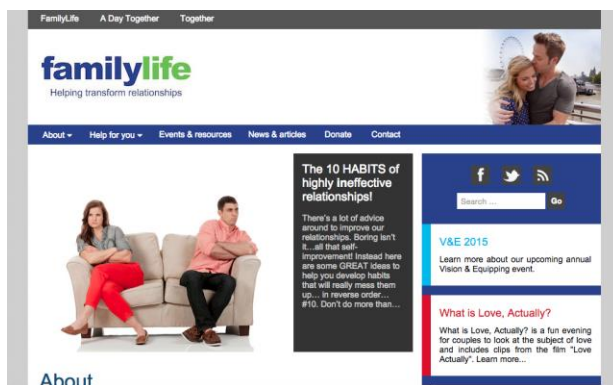 FamilyLife A Day Together Together
familylife
Helping transform relationships
About Help for you Events & resources News & articles Donate Contact
The 10 HABITS of
highly ineffective
relationships!
There's a lot of advice
around to improve our
relationships. Boring isn't
it...all that self-
improvement! Instead here
are some GREAT ideas to
help you develop habits
that will really mess them
up... in reverse order...
#10. Don't do more than...
f
Search ... Go
V&E 2015
Learn more about our upcoming annual
Vision & Equipping event.
What is Love, Actually?
What is Love, Actually? is a fun evening
for couples to look at the subject of love
and includes clips from the film "Love
Actually". Learn more...
About